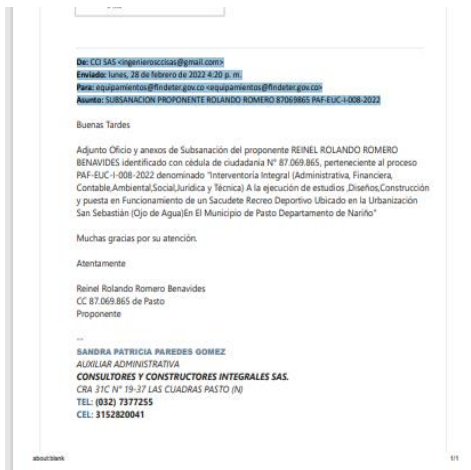 De: CCI SAS <ingenierosccisas@gmail.com>
Enviado: lunes, 28 de febrero de 2022 4:20 p. m.
Para: equipamientos@findeter.gov.co <equipamientos@findeter.gov.co>
Asunto: SUBSANACION PROPONENTE ROLANDO ROMERO 87069865 PAF-EUC-I-008-2022
Buenas Tardes
Adjunto Oficio y anexos de Subsanación del proponente REINEL ROLANDO ROMERO
BENAVIDES identificado con cédula de ciudadania N° 87.069.865, perteneciente al proceso
PAF-EUC-I-008-2022 denominado "Interventoría Integral (Administrativa, Financiera,
Contable,Ambiental,Social,Jurídica y Técnica) A la ejecución de estudios ,Diseños,Construcción
y puesta en Funcionamiento de un Sacudete Recreo Deportivo Ubicado en la Urbanización
San Sebastián (Ojo de Agua)En El Municipio de Pasto Departamento de Nariño"
Muchas gracias por su atención.
Atentamente
Reinel Rolando Romero Benavides
CC 87.069.865 de Pasto
Proponente
--
SANDRA PATRICIA PAREDES GOMEZ
AUXILIAR ADMINISTRATIVA
CONSULTORES Y CONSTRUCTORES INTEGRALES SAS.
CRA 31C N° 19-37 LAS CUADRAS PASTO (N)
TEL: (032) 7377255
CEL: 3152820041
about:blank 1/1